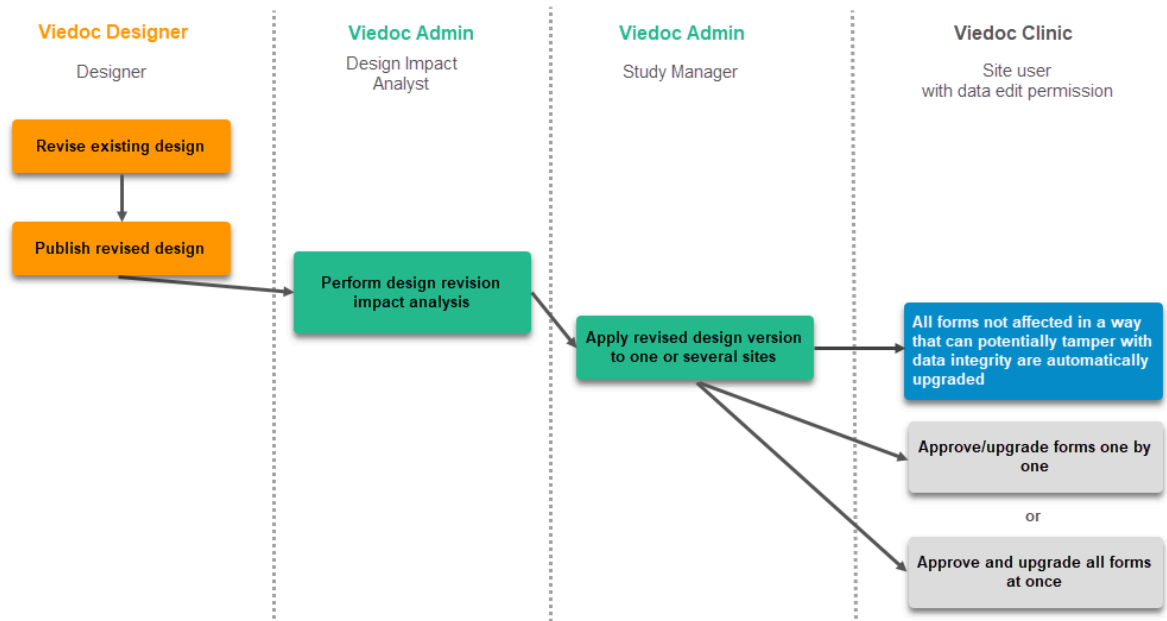 Viedoc Designer
Designer
Viedoc Admin
Design Impact
Analyst
Viedoc Admin
Study Manager
Viedoc Clinic
Site user
with data edit permission
Revise existing design
Publish revised design
Perform design revision
impact analysis
Apply revised design version
to one or several sites
All forms not affected in a way
that can potentially tamper with
data integrity are automatically
upgraded
Approve/upgrade forms one by
one
or
Approve and upgrade all forms
at once